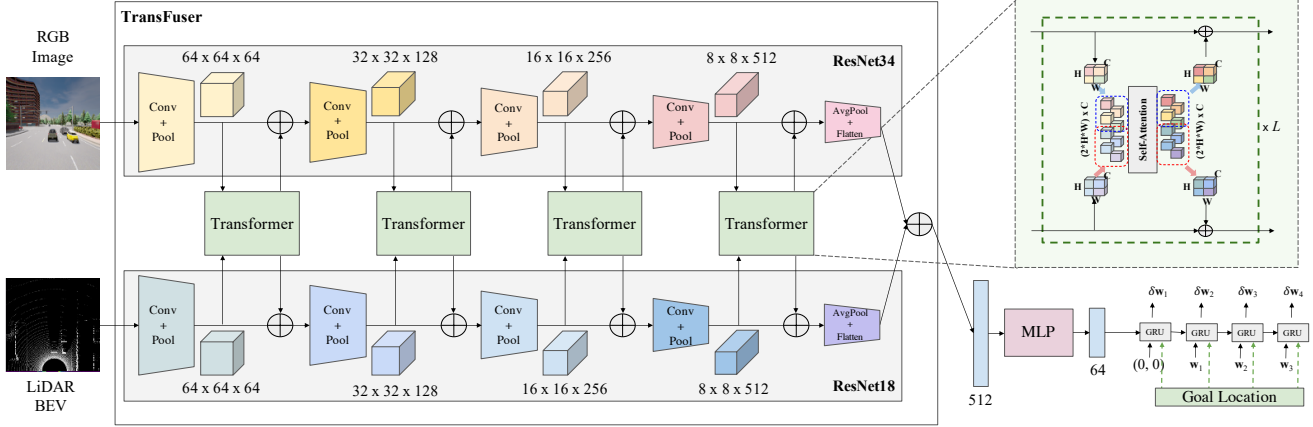 TransFuser
RGB
Image
64 x 64 x 64
32 x 32 x 128
16 x 16 x 256
8 x 8 x 512
ResNet34
Conv
+
Pool
Conv
+
Pool
Conv
+
Pool
Conv
+
Pool
AvgPool
+
Flatten
Transformer
Transformer
Transformer
Transformer
Conv
+
Pool
Conv
+
Pool
Conv
+
Pool
Conv
+
Pool
AvgPool
+
Flatten
64 x 64 x 64
32 x 32 x 128
16 x 16 x 256
8 x 8 x 512
ResNet18
LiDAR
BEV
H
C
W
H
C
W
(2*H*W) x C
Self-Attention
(2*H*W) x C
x L
H
C
W
H
C
W
512
MLP
64
δw₁
δw₂
δw₃
δw₄
GRU
GRU
GRU
GRU
(0, 0)
w₁
w₂
w₃
Goal Location